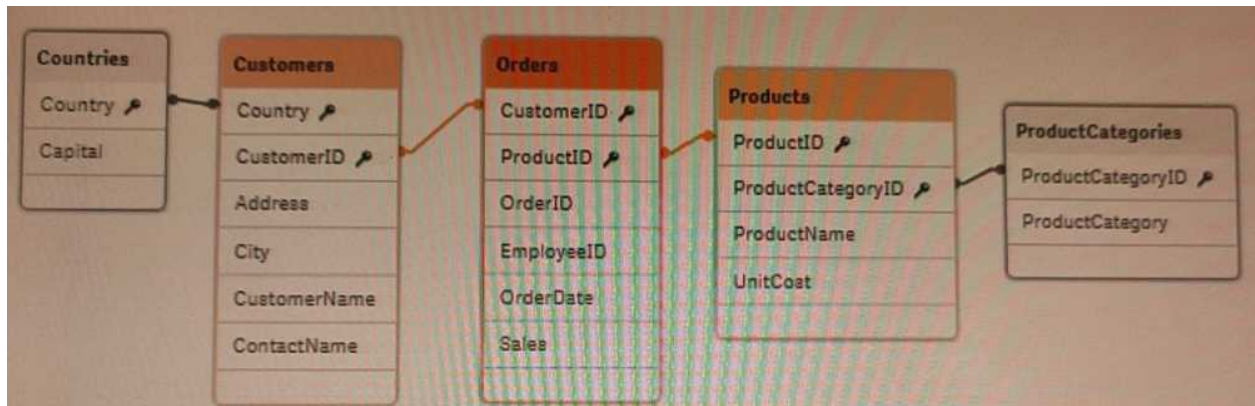 Countries
Country
Capital
Customers
Country
CustomerID
Address
City
CustomerName
ContactName
Orders
CustomerID
ProductID
OrderID
EmployeeID
OrderDate
Sales
Products
ProductID
ProductCategoryID
ProductName
UnitCost
ProductCategories
ProductCategoryID
ProductCategory